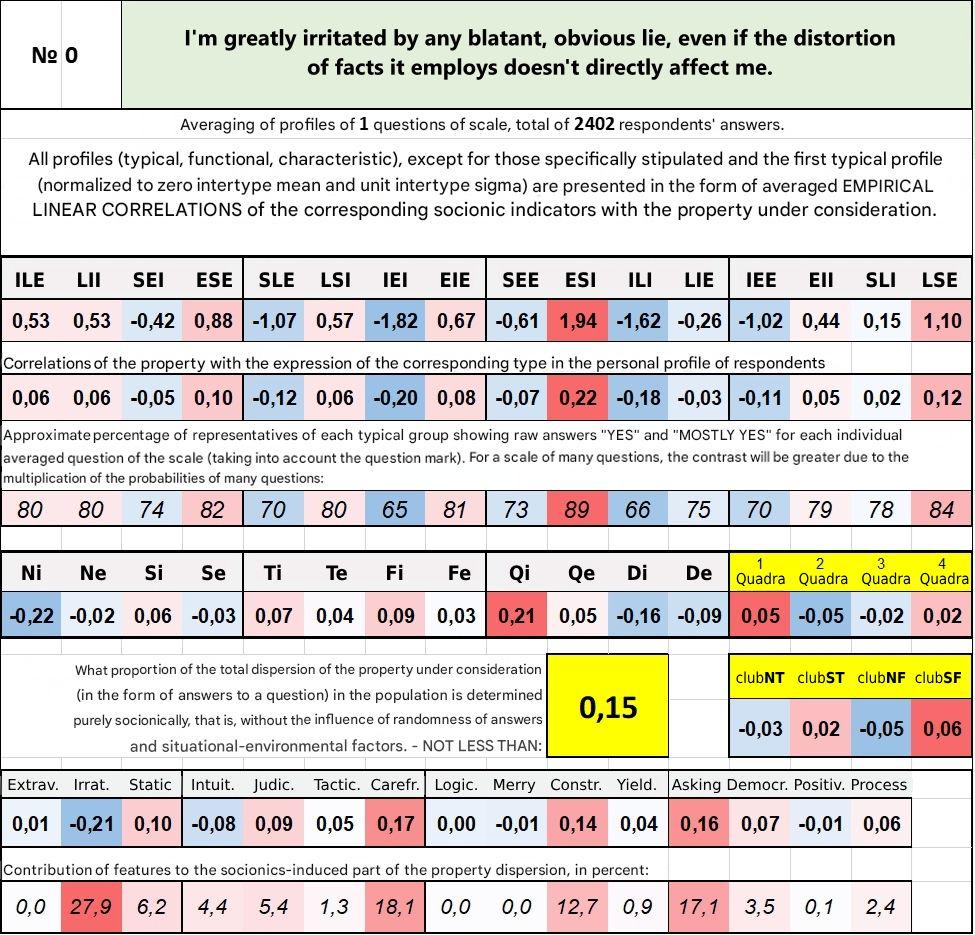 № 0
I'm greatly irritated by any blatant, obvious lie, even if the distortion
of facts it employs doesn't directly affect me.
Averaging of profiles of 1 questions of scale, total of 2402 respondents' answers.
All profiles (typical, functional, characteristic), except for those specifically stipulated and the first typical profile
(normalized to zero intertype mean and unit intertype sigma) are presented in the form of averaged EMPIRICAL
LINEAR CORRELATIONS of the corresponding socionic indicators with the property under consideration.
ILE LII SEI ESE SLE LSI IEI EIE SEE ESI ILI LIE IEE EII SLI LSE
0,53 0,53 -0,42 0,88 -1,07 0,57 -1,82 0,67 -0,61 1,94 -1,62 -0,26 -1,02 0,44 0,15 1,10
Correlations of the property with the expression of the corresponding type in the personal profile of respondents
0,06 0,06 -0,05 0,10 -0,12 0,06 -0,20 0,08 -0,07 0,22 -0,18 -0,03 -0,11 0,05 0,02 0,12
Approximate percentage of representatives of each typical group showing raw answers "YES" and "MOSTLY YES" for each individual
averaged question of the scale (taking into account the question mark). For a scale of many questions, the contrast will be greater due to the
multiplication of the probabilities of many questions:
80 80 74 82 70 80 65 81 73 89 66 75 70 79 78 84
Ni Ne Si Se Ti Te Fi Fe Qi Qe Di De 1 Quadra 2 Quadra 3 Quadra 4 Quadra
-0,22 -0,02 0,06 -0,03 0,07 0,04 0,09 0,03 0,21 0,05 -0,16 -0,09 0,05 -0,05 -0,02 0,02
What proportion of the total dispersion of the property under consideration
(in the form of answers to a question) in the population is determined
purely socionically, that is, without the influence of randomness of answers
and situational-environmental factors. - NOT LESS THAN:
0,15
clubNT clubST clubNF clubSF
-0,03 0,02 -0,05 0,06
Extrav. Irrat. Static Intuit. Judic. Tactic. Carefr. Logic. Merry Constr. Yield. Asking Democr. Positiv. Process
0,01 -0,21 0,10 -0,08 0,09 0,05 0,17 0,00 -0,01 0,14 0,04 0,16 0,07 -0,01 0,06
Contribution of features to the socionics-induced part of the property dispersion, in percent:
0,0 27,9 6,2 4,4 5,4 1,3 18,1 0,0 0,0 12,7 0,9 17,1 3,5 0,1 2,4